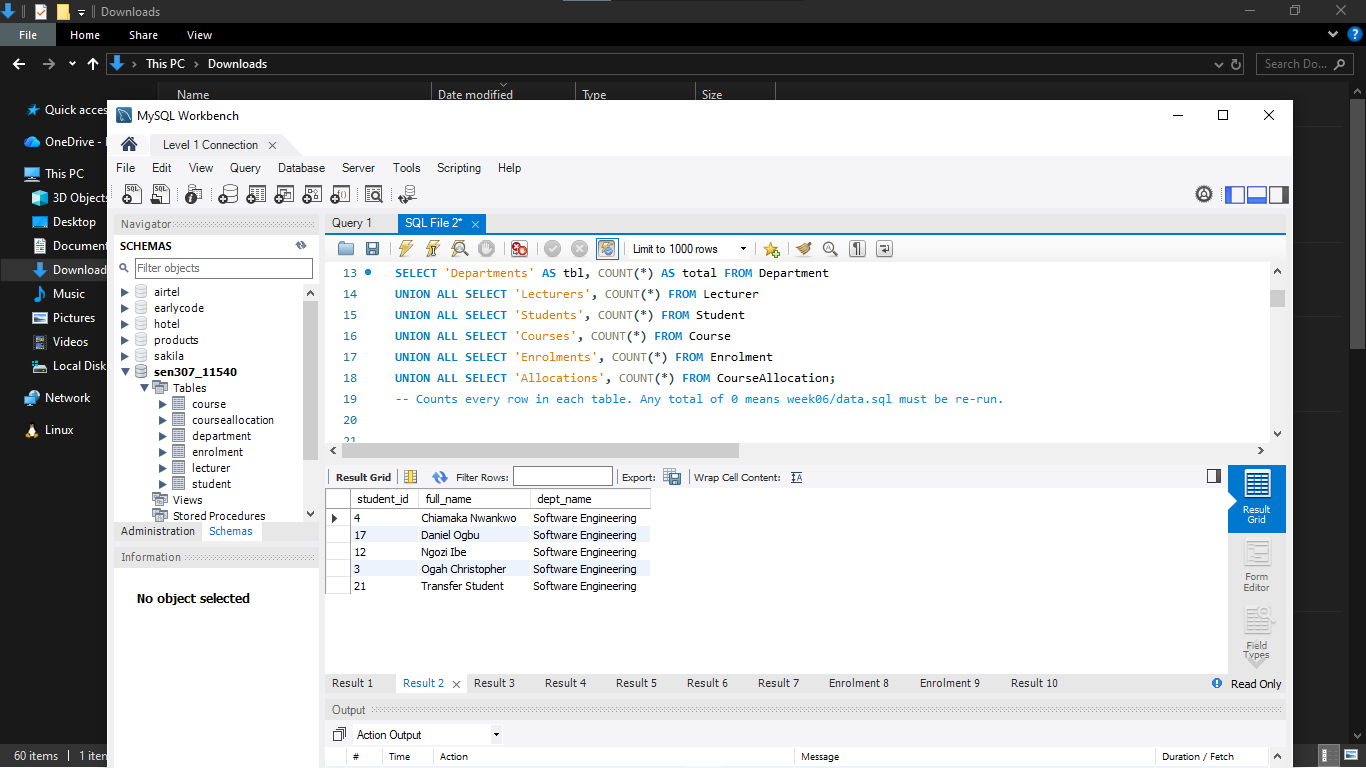 Downloads
File Home Share View
This PC Downloads
Search Do...
Name Date modified Type Size
Quick acces
OneDrive -
This PC
3D Objects
Desktop
Document
Download
Music
Pictures
Videos
Local Disk
Network
Linux
60 items 1 iten
MySQL Workbench
Level 1 Connection
File Edit View Query Database Server Tools Scripting Help
Navigator
SCHEMAS
Filter objects
airtel
earlycode
hotel
products
sakila
sen307_11540
Tables
course
courseallocation
department
enrolment
lecturer
student
Views
Stored Procedures
Administration Schemas
Information
No object selected
Query 1 SQL File 2*
Limit to 1000 rows
13 SELECT 'Departments' AS tbl, COUNT(*) AS total FROM Department
14 UNION ALL SELECT 'Lecturers', COUNT(*) FROM Lecturer
15 UNION ALL SELECT 'Students', COUNT(*) FROM Student
16 UNION ALL SELECT 'Courses', COUNT(*) FROM Course
17 UNION ALL SELECT 'Enrolments', COUNT(*) FROM Enrolment
18 UNION ALL SELECT 'Allocations', COUNT(*) FROM CourseAllocation;
19 -- Counts every row in each table. Any total of 0 means week06/data.sql must be re-run.
20
21
Result Grid Filter Rows: Export: Wrap Cell Content:
student_id full_name dept_name
4 Chiamaka Nwankwo Software Engineering
17 Daniel Ogbu Software Engineering
12 Ngozi Ibe Software Engineering
3 Ogah Christopher Software Engineering
21 Transfer Student Software Engineering
Result Grid
Form Editor
Field Types
Result 1 Result 2 Result 3 Result 4 Result 5 Result 6 Result 7 Enrolment 8 Enrolment 9 Result 10 Read Only
Output
Action Output
# Time Action Message Duration / Fetch